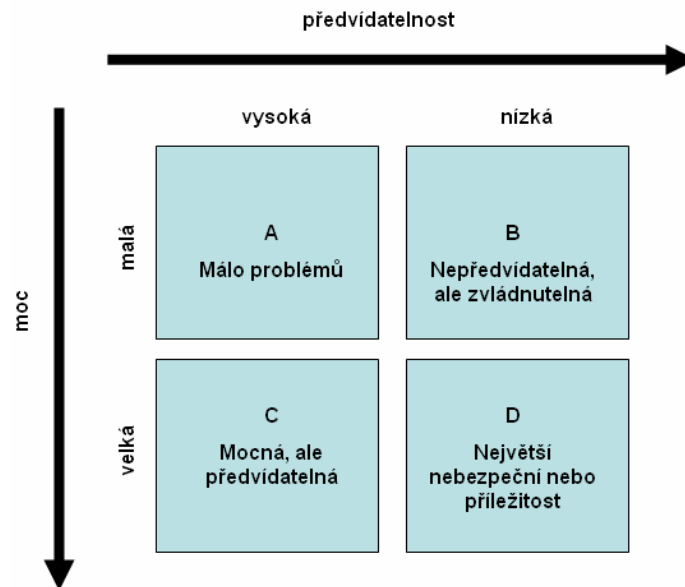 předvídatelnost
vysoká
nízká
moc
malá
A
Málo problémů
B
Nepředvídatelná,
ale zvládnutelná
velká
C
Mocná, ale
předvídatelná
D
Největší
nebezpeční nebo
příležitost